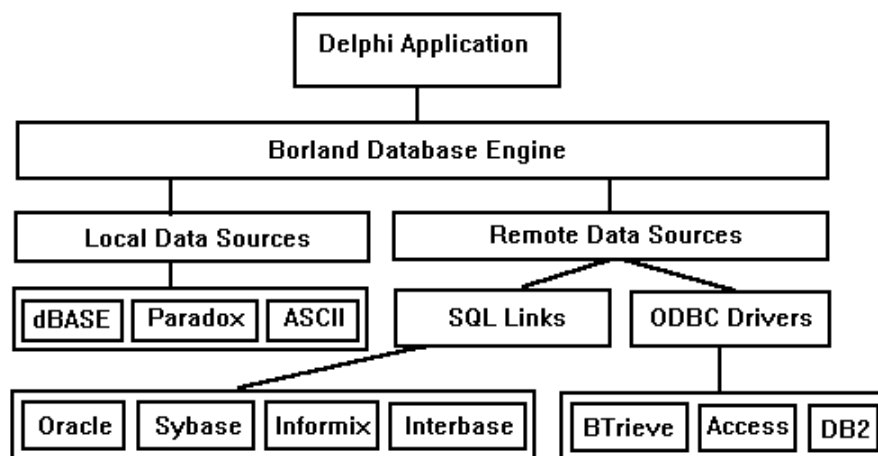 Delphi Application
Borland Database Engine
Local Data Sources
Remote Data Sources
dBASE
Paradox
ASCII
SQL Links
ODBC Drivers
Oracle
Sybase
Informix
Interbase
BTrieve
Access
DB2